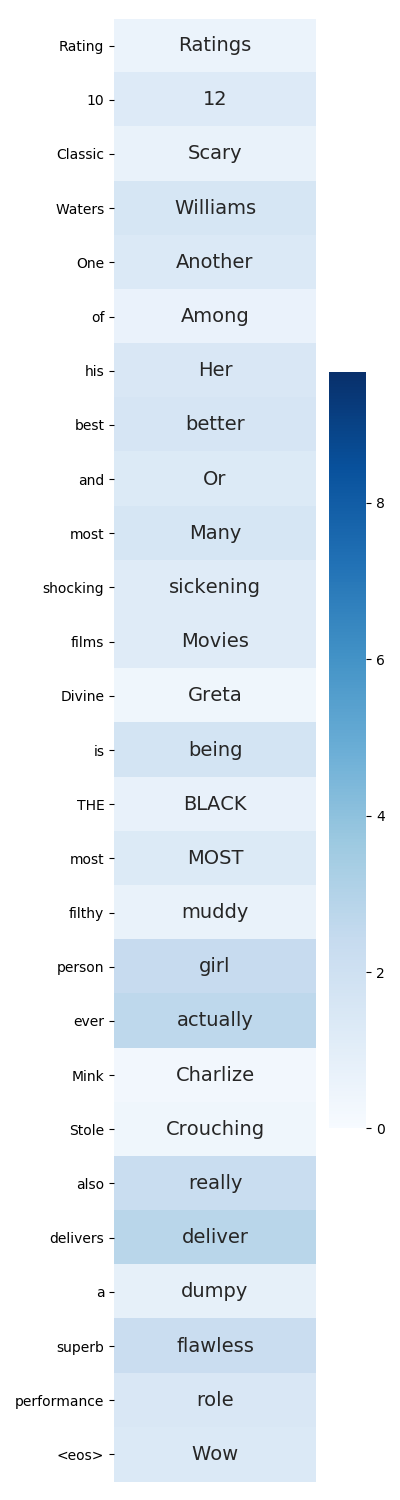 Rating Ratings
10 12
Classic Scary
Waters Williams
One Another
of Among
his Her
best better
and Or
most Many
shocking sickening
films Movies
Divine Greta
is being
THE BLACK
most MOST
filthy muddy
person girl
ever actually
Mink Charlize
Stole Crouching
also really
delivers deliver
a dumpy
superb flawless
performance role
<eos> Wow
8
6
4
2
0